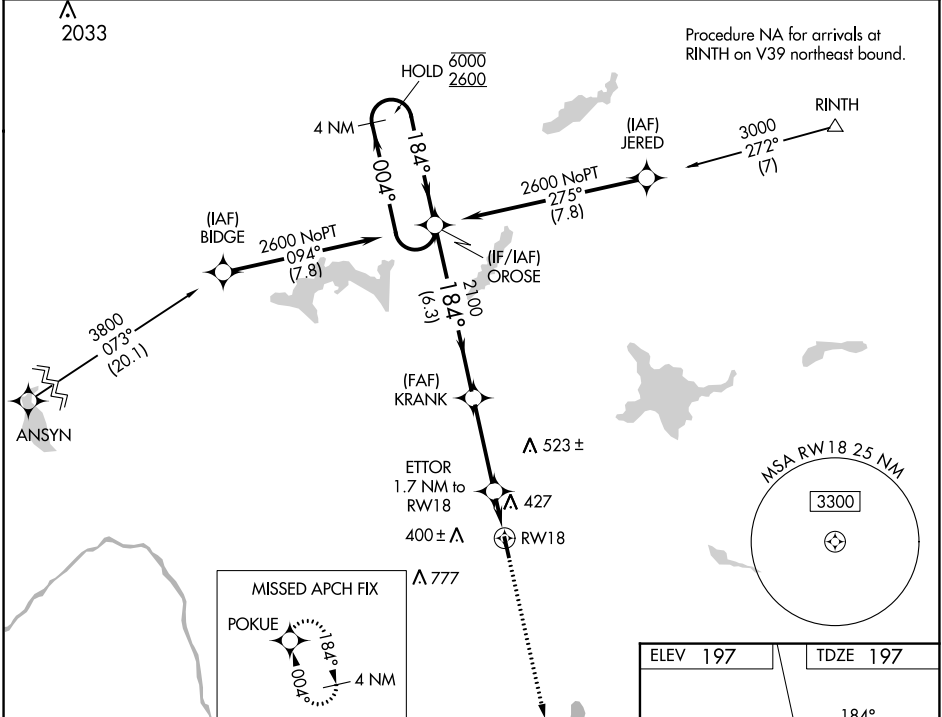 2033
Procedure NA for arrivals at
RINTH on V39 northeast bound.
HOLD 6000
2600
4 NM
184°
004°
RINTH
3000
272°
(7)
(IAF)
JERED
2600 NoPT
275°
(7.8)
(IAF)
BIDGE
2600 NoPT
094°
(7.8)
(IF/IAF)
OROSE
2100
184°
(6.3)
3800
073°
(20.1)
ANSYN
(FAF)
KRANK
523 ±
ETTOR
1.7 NM to
RW18
427
400 ±
RW18
777
MSA RW18 25 NM
3300
MISSED APCH FIX
POKUE
184°
004°
4 NM
ELEV 197
TDZE 197
184°